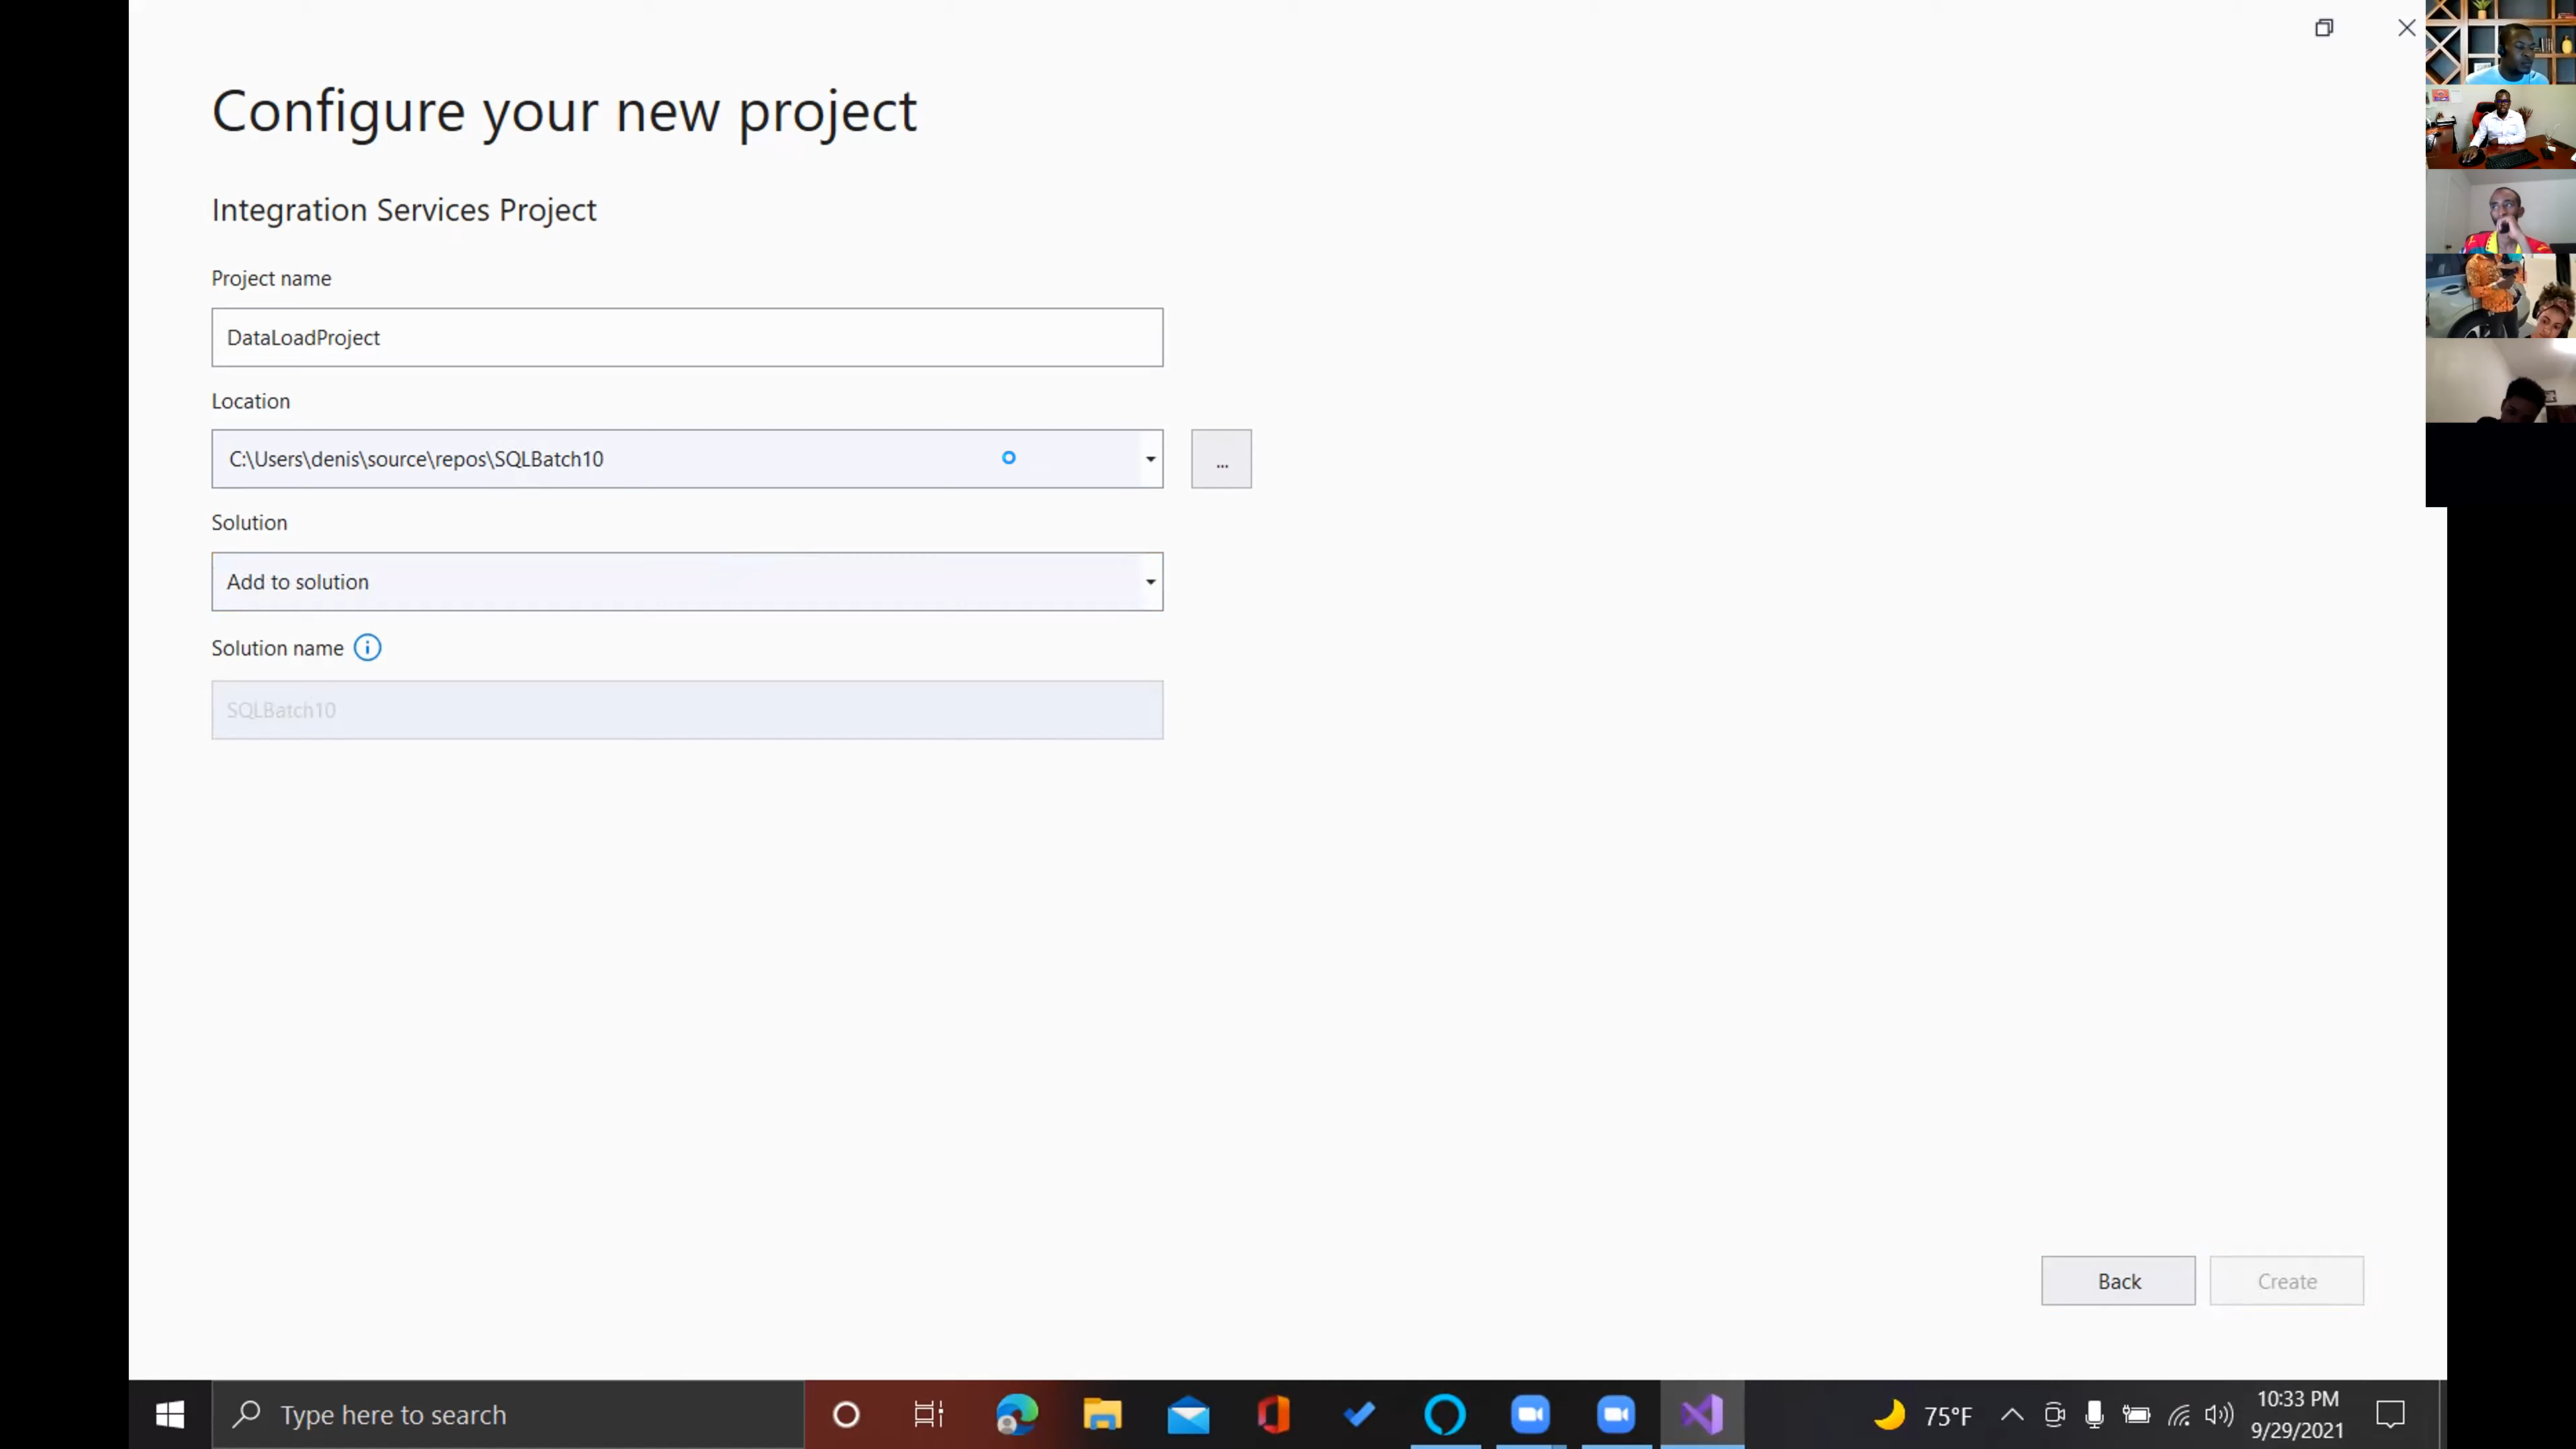 Configure your new project
Integration Services Project
Project name
DataLoadProject
Location
C:\Users\denis\source\repos\SQLBatch10
...
Solution
Add to solution
Solution name
SQLBatch10
Back
Create
Type here to search
75°F
10:33 PM
9/29/2021